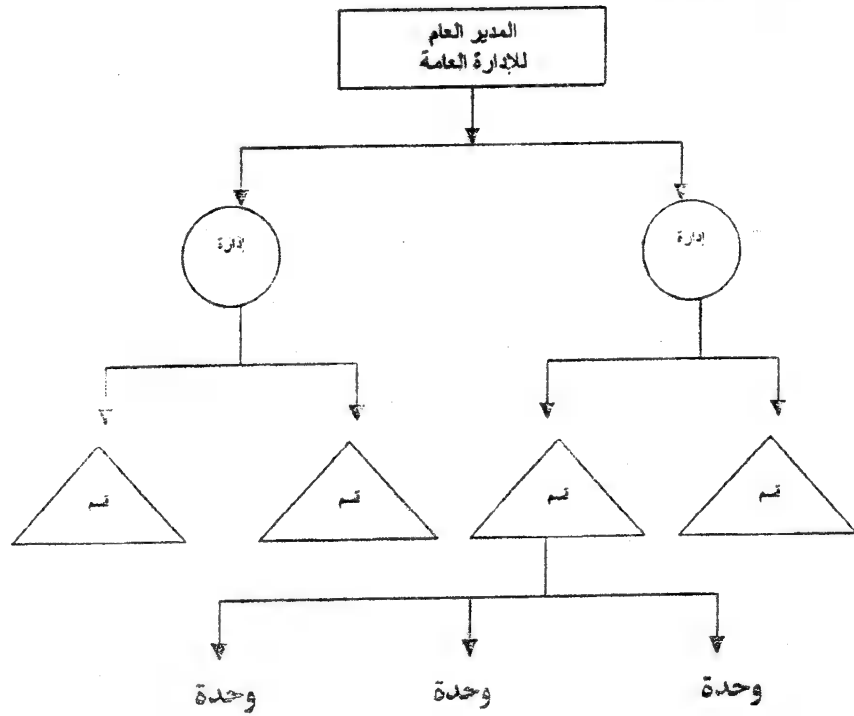 المدير العام
للإدارة العامة
إدارة
إدارة
قسم
قسم
قسم
قسم
وحدة
وحدة
وحدة